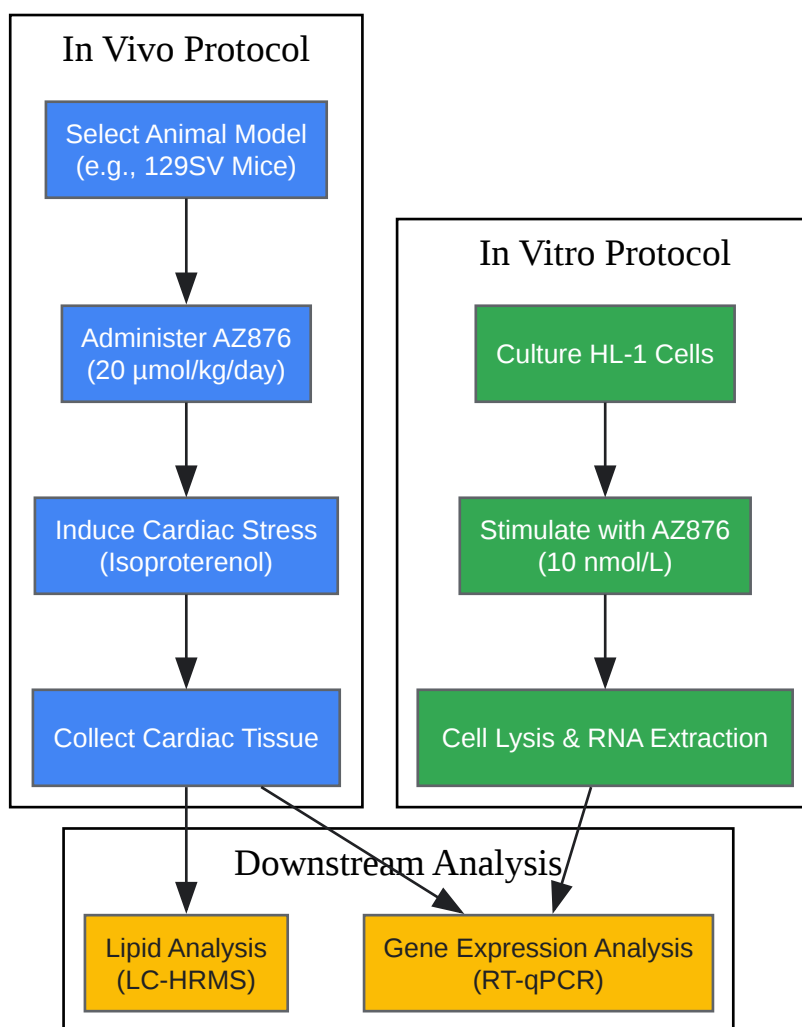 In Vivo Protocol
Select Animal Model
(e.g., 129SV Mice)
Administer AZ876
(20 µmol/kg/day)
Induce Cardiac Stress
(Isoproterenol)
Collect Cardiac Tissue
In Vitro Protocol
Culture HL-1 Cells
Stimulate with AZ876
(10 nmol/L)
Cell Lysis & RNA Extraction
Downstream Analysis
Lipid Analysis
(LC-HRMS)
Gene Expression Analysis
(RT-qPCR)